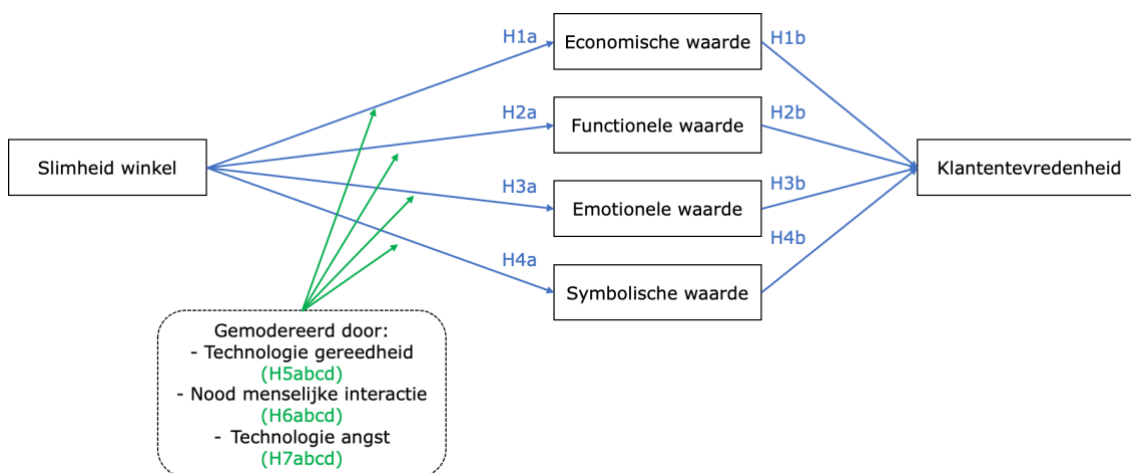 H1a
Economische waarde
H1b
H2a
Functionele waarde
H2b
Slimheid winkel
Klantentevredenheid
H3a
Emotionele waarde
H3b
H4a
Symbolische waarde
H4b
Gemodereerd door:
- Technologie gereedheid
(H5abcd)
- Nood menselijke interactie
(H6abcd)
- Technologie angst
(H7abcd)